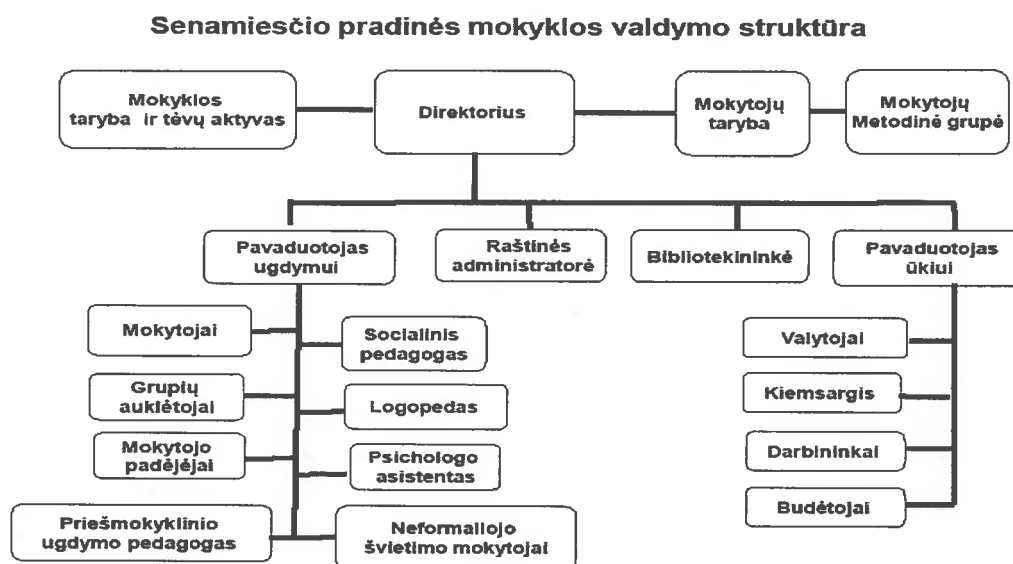 Senamiesčio pradinės mokyklos valdymo struktūra
Mokyklos
taryba ir tėvų aktyvas
Direktorius
Mokytojų
taryba
Mokytojų
Metodinė grupė
Pavaduotojas
ugdymui
Raštinės
administratorė
Bibliotekininkė
Pavaduotojas
ūkiui
Mokytojai
Socialinis
pedagogas
Grupių
auklėtojai
Logopedas
Mokytojo
padėjėjai
Psichologo
asistentas
Priešmokyklinio
ugdymo pedagogas
Neformaliojo
švietimo mokytojai
Valytojai
Kiemsargis
Darbininkai
Budėtojai